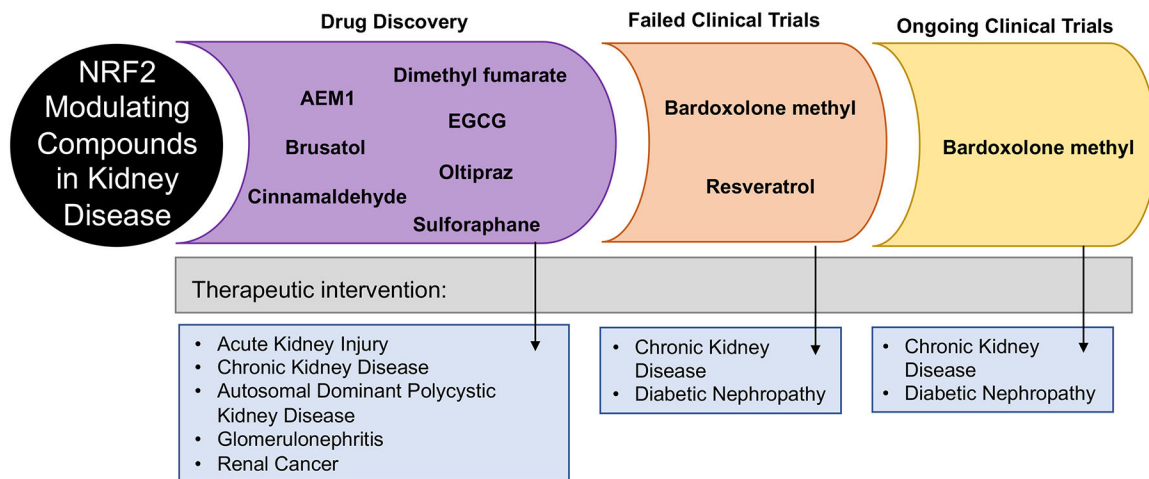 NRF2
Modulating
Compounds
in Kidney
Disease
Drug Discovery
AEM1
Brusatol
Cinnamaldehyde
Dimethyl fumarate
EGCG
Oltipraz
Sulforaphane
Failed Clinical Trials
Bardoxolone methyl
Resveratrol
Ongoing Clinical Trials
Bardoxolone methyl
Therapeutic intervention:
• Acute Kidney Injury
• Chronic Kidney Disease
• Autosomal Dominant Polycystic
Kidney Disease
• Glomerulonephritis
• Renal Cancer
• Chronic Kidney
Disease
• Diabetic Nephropathy
• Chronic Kidney
Disease
• Diabetic Nephropathy